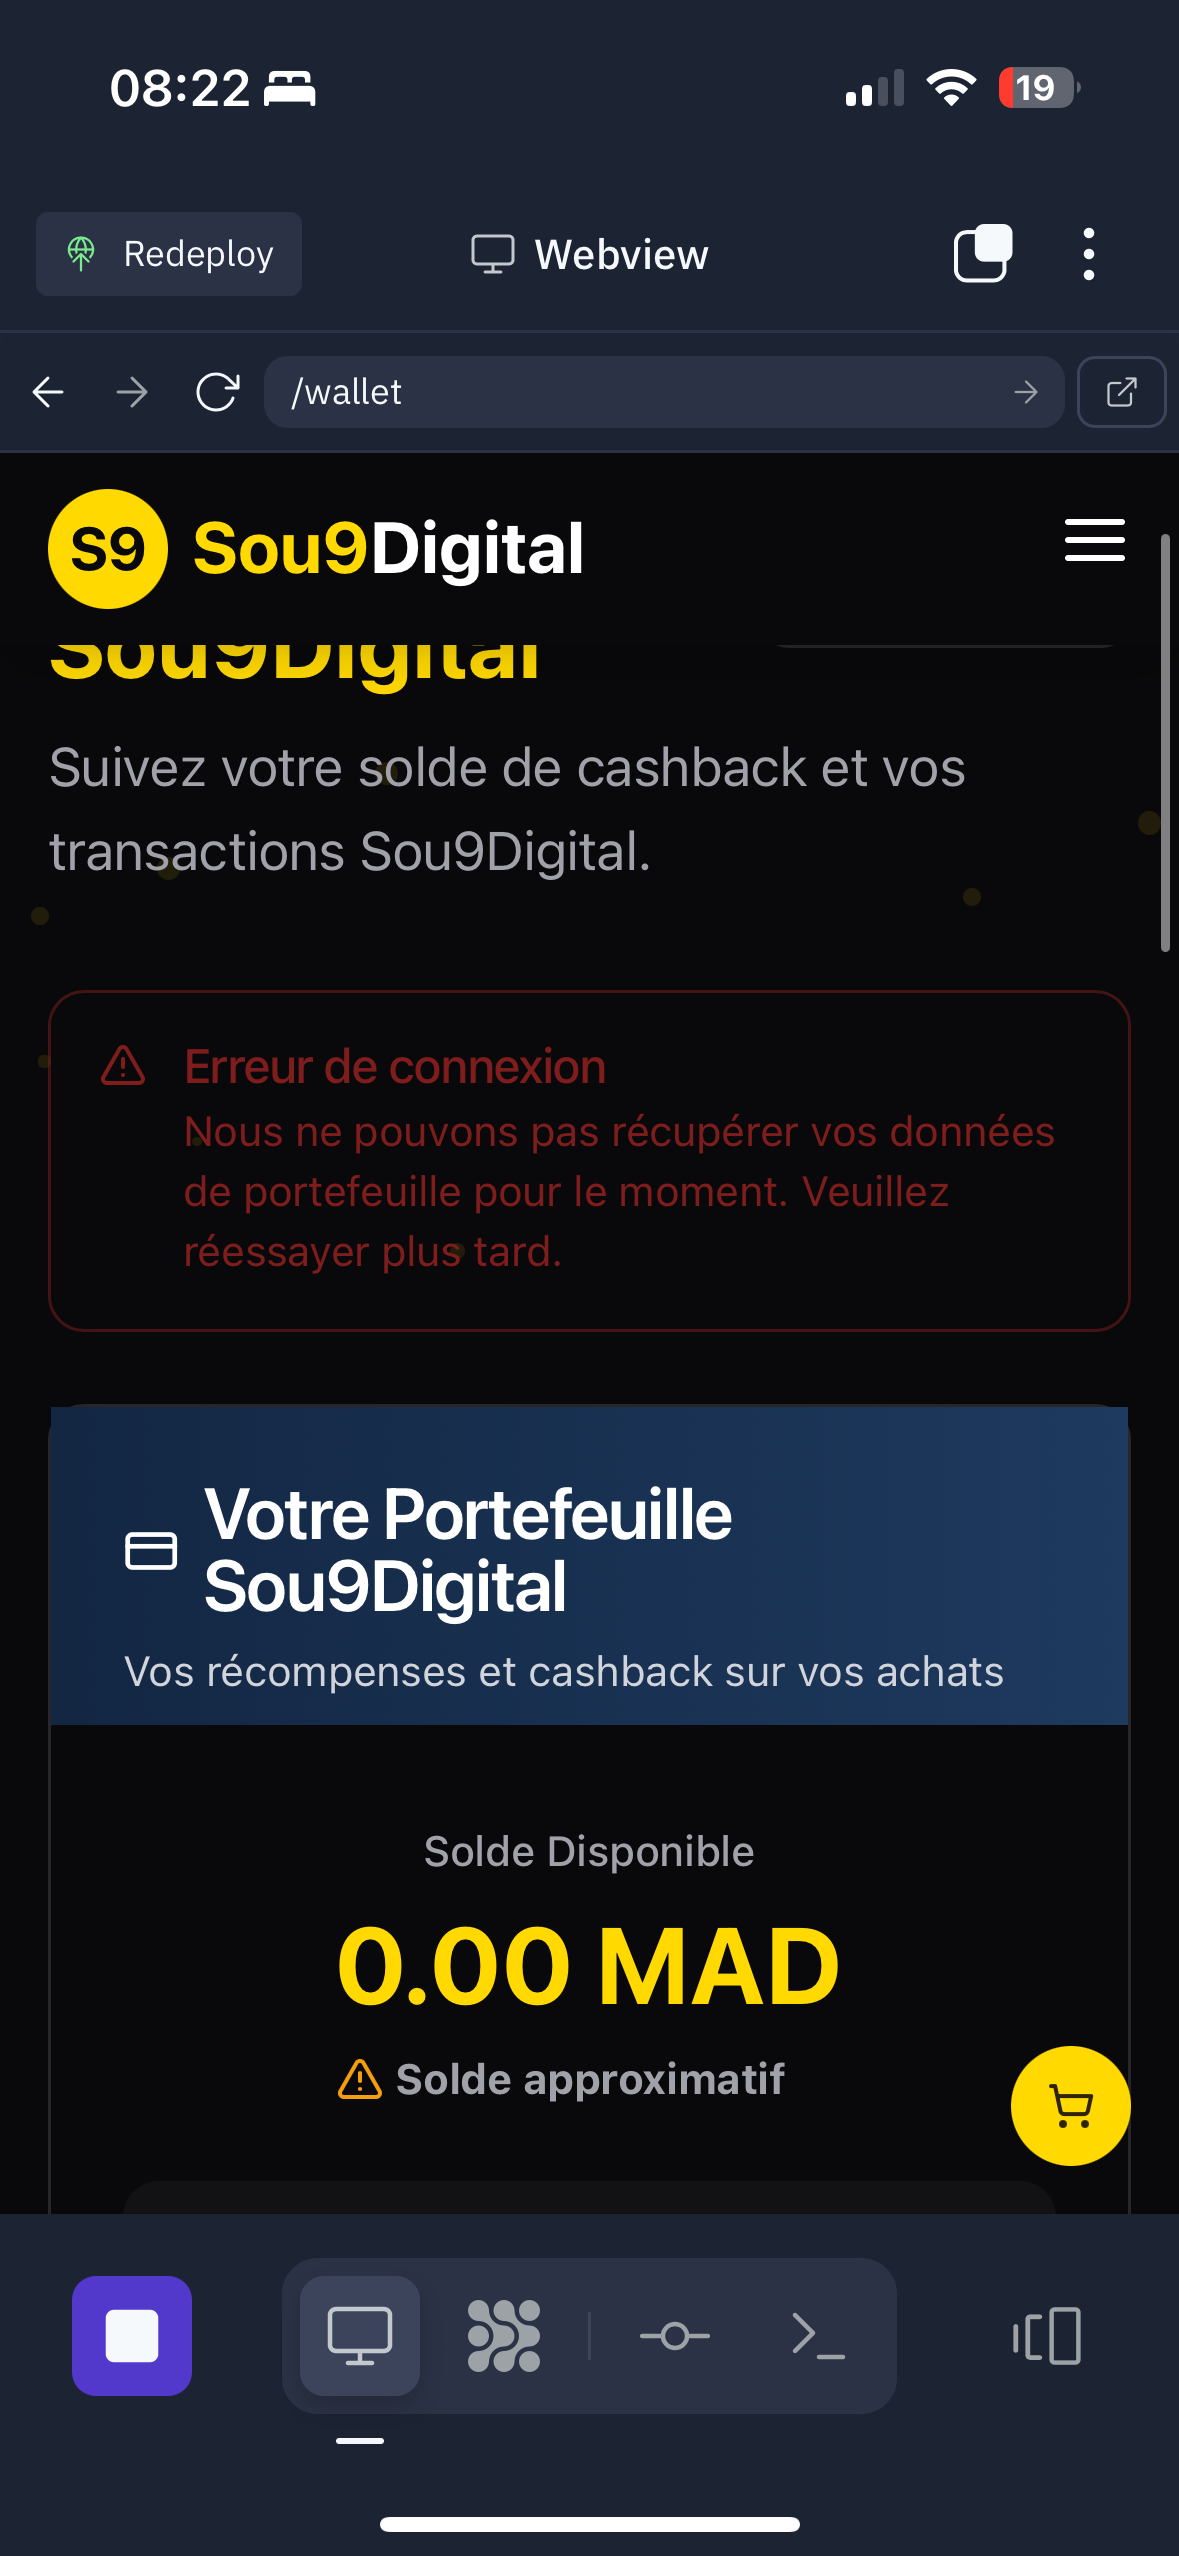 08:22
19
Redeploy
Webview
/wallet
S9 Sou9Digital
Sou9Digital
Suivez votre solde de cashback et vos
transactions Sou9Digital.
Erreur de connexion
Nous ne pouvons pas récupérer vos données
de portefeuille pour le moment. Veuillez
réessayer plus tard.
Votre Portefeuille
Sou9Digital
Vos récompenses et cashback sur vos achats
Solde Disponible
0.00 MAD
Solde approximatif